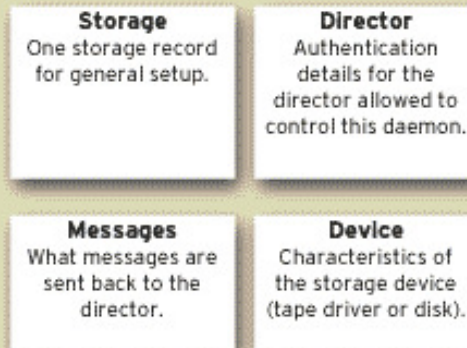 Storage
One storage record
for general setup.
Director
Authentication
details for the
director allowed to
control this daemon.
Messages
What messages are
sent back to the
director.
Device
Characteristics of
the storage device
(tape driver or disk).